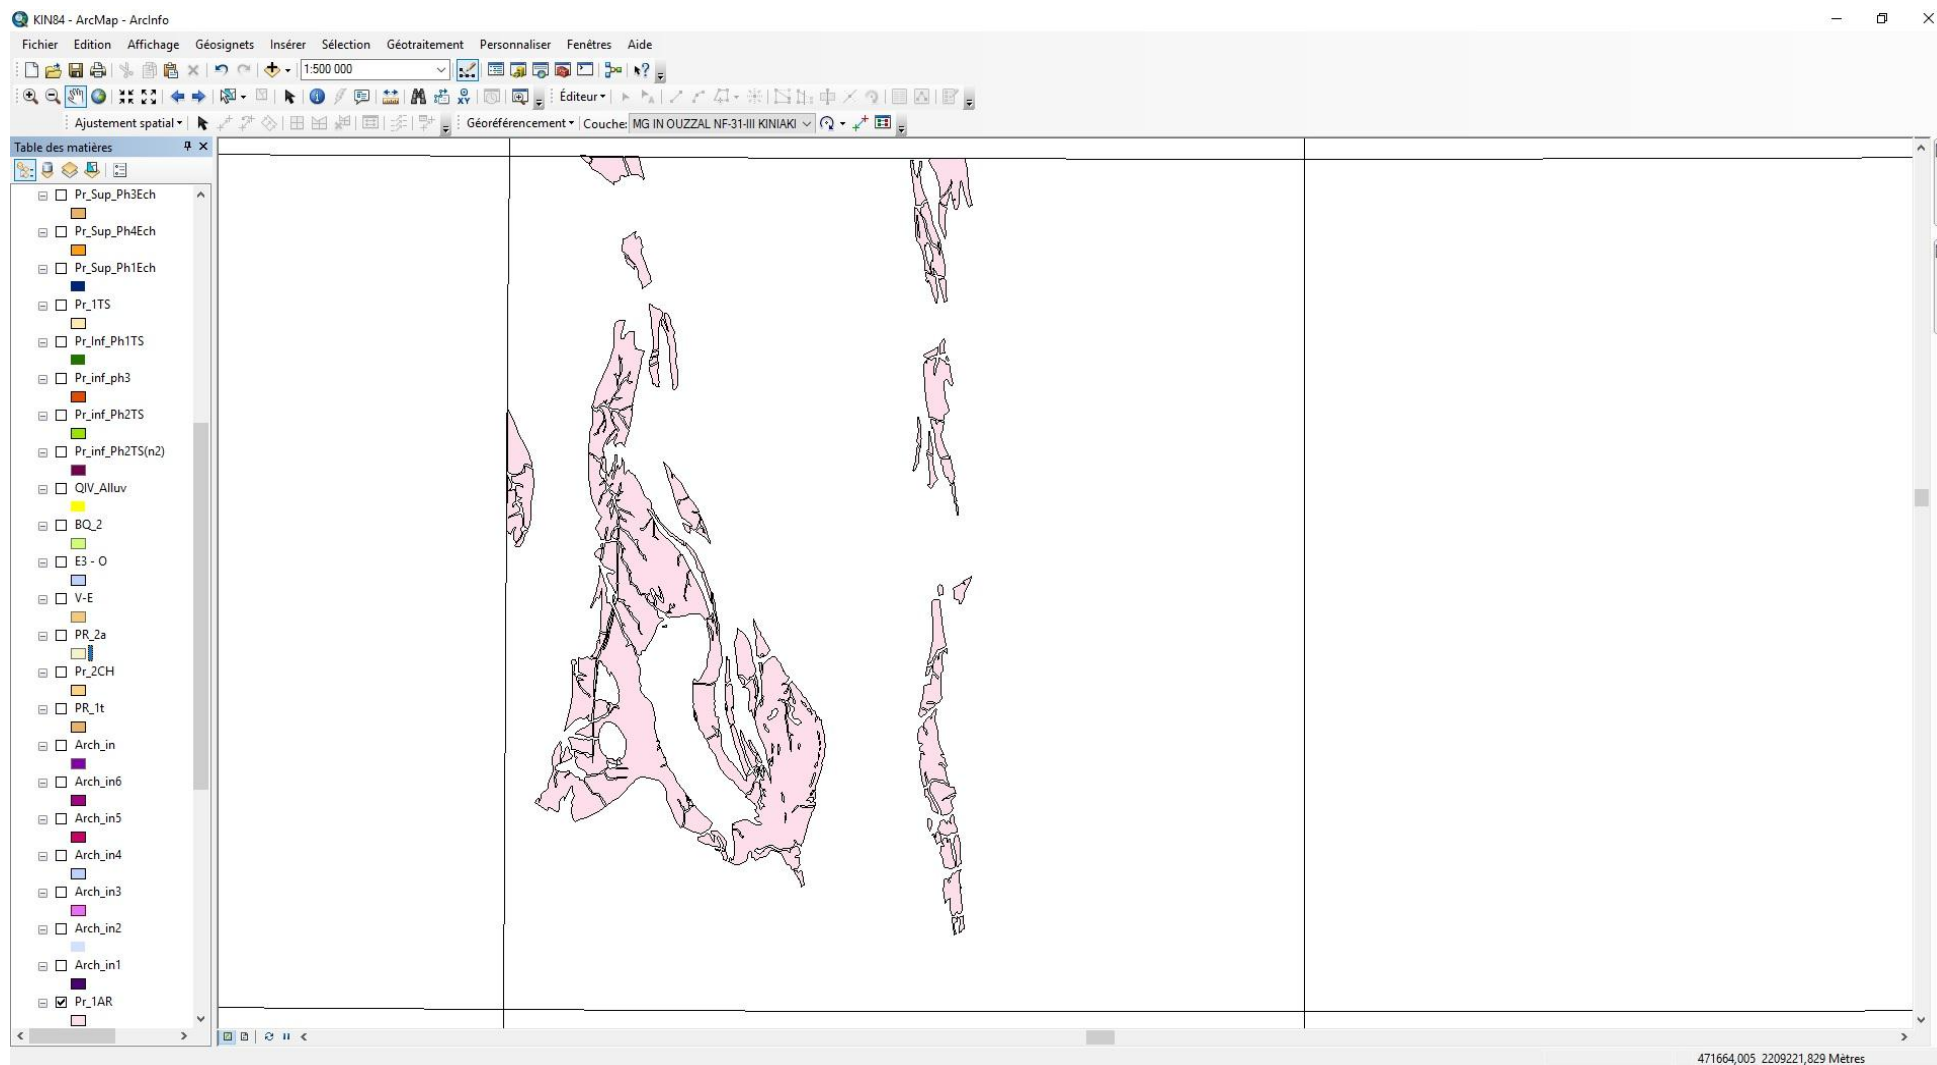 KIN84 - ArcMap - ArcInfo
Fichier Edition Affichage Géosignets Insérer Sélection Géotraitement Personnaliser Fenêtres Aide
1:500 000
Éditeur
Ajustement spatial Géoréférencement Couche: MG IN OUZZAL NF-31-III KINIAKI
Table des matières
Pr_Sup_Ph3Ech
Pr_Sup_Ph4Ech
Pr_Sup_Ph1Ech
Pr_1TS
Pr_Inf_Ph1TS
Pr_inf_ph3
Pr_inf_Ph2TS
Pr_inf_Ph2TS(n2)
QIV_Alluv
BQ_2
E3 - O
V-E
PR_2a
Pr_2CH
PR_1t
Arch_in
Arch_in6
Arch_in5
Arch_in4
Arch_in3
Arch_in2
Arch_in1
Pr_1AR
471664,005 2209221,829 Mètres